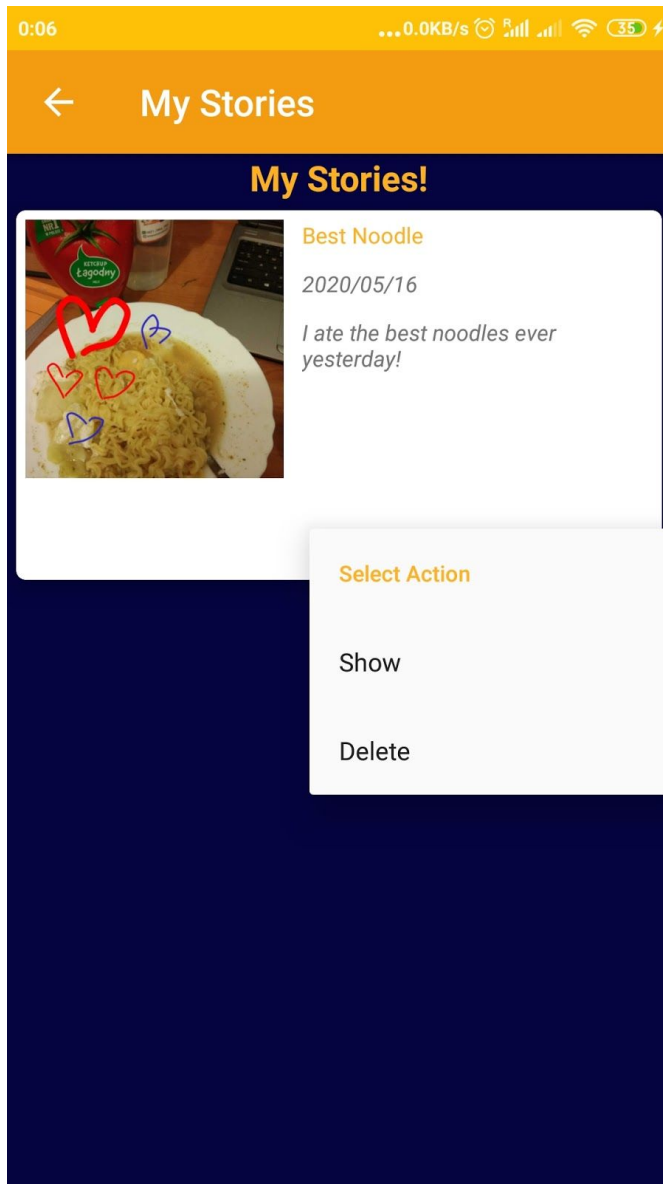 0:06
...0.0KB/s R 35
My Stories
My Stories!
KETCHUP
Łagodny
Best Noodle
2020/05/16
I ate the best noodles ever
yesterday!
Select Action
Show
Delete